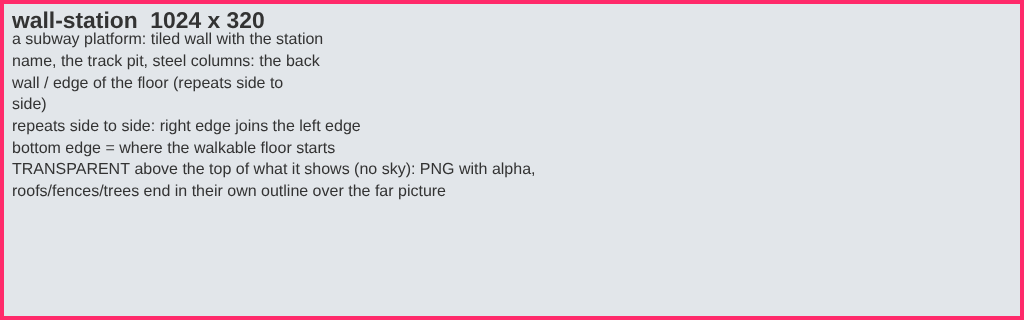 wall-station 1024 x 320
a subway platform: tiled wall with the station
name, the track pit, steel columns: the back
wall / edge of the floor (repeats side to
side)
repeats side to side: right edge joins the left edge
bottom edge = where the walkable floor starts
TRANSPARENT above the top of what it shows (no sky): PNG with alpha,
roofs/fences/trees end in their own outline over the far picture